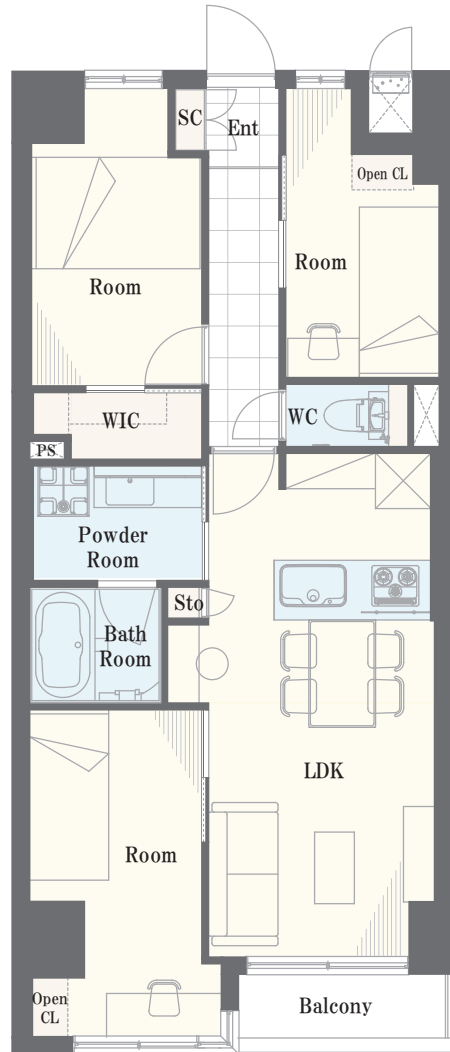 SC
Ent
Open CL
Room
Room
WIC
WC
PS
Powder
Room
Sto
Bath
Room
LDK
Room
Open
CL
Balcony